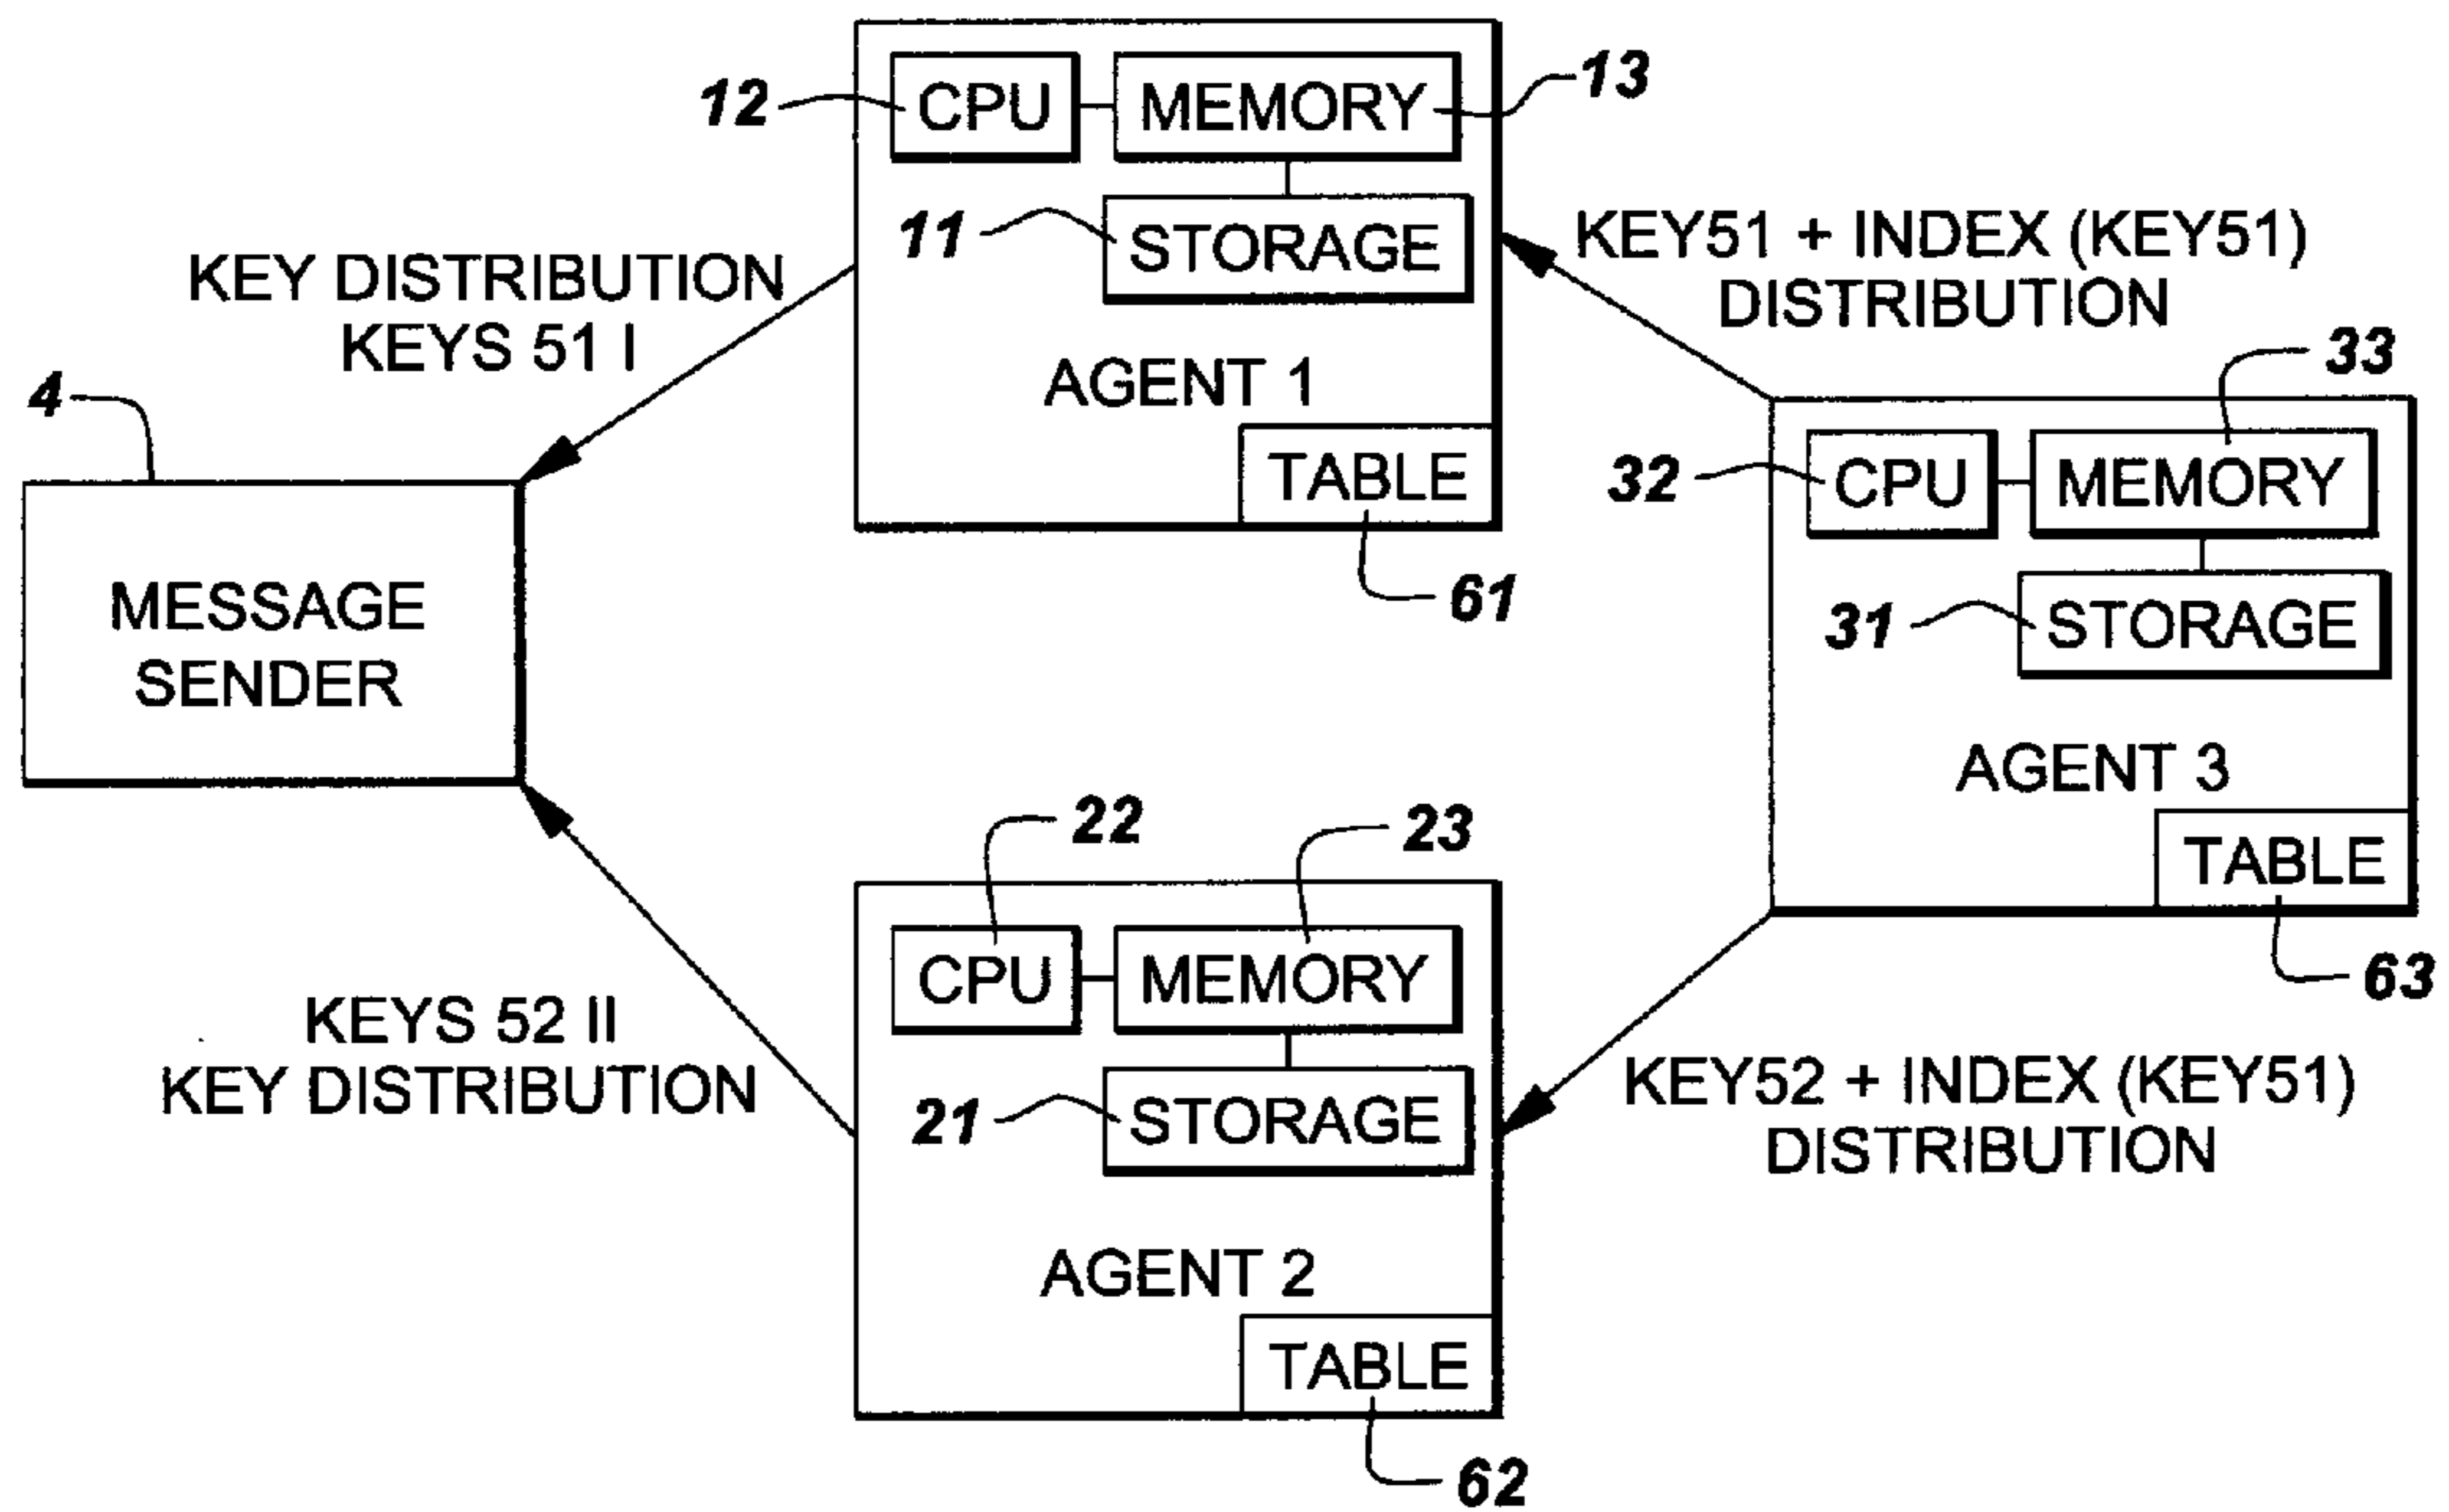 12
CPU
MEMORY
13
11
STORAGE
KEY DISTRIBUTION
KEYS 51 I
AGENT 1
TABLE
61
KEY51 + INDEX (KEY51)
DISTRIBUTION
4
MESSAGE
SENDER
33
32
CPU
MEMORY
31
STORAGE
AGENT 3
TABLE
63
22
23
CPU
MEMORY
21
STORAGE
KEYS 52 II
KEY DISTRIBUTION
AGENT 2
TABLE
62
KEY52 + INDEX (KEY51)
DISTRIBUTION